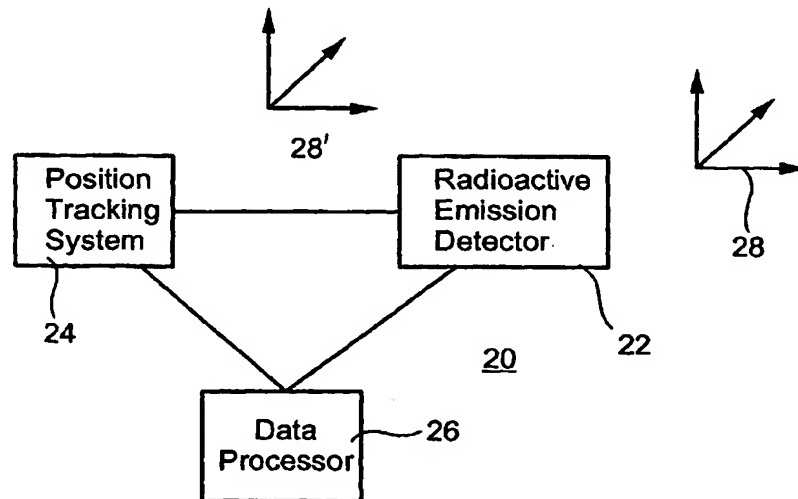 28'
Position
Tracking
System
Radioactive
Emission
Detector
28
24
22
20
Data
Processor
26